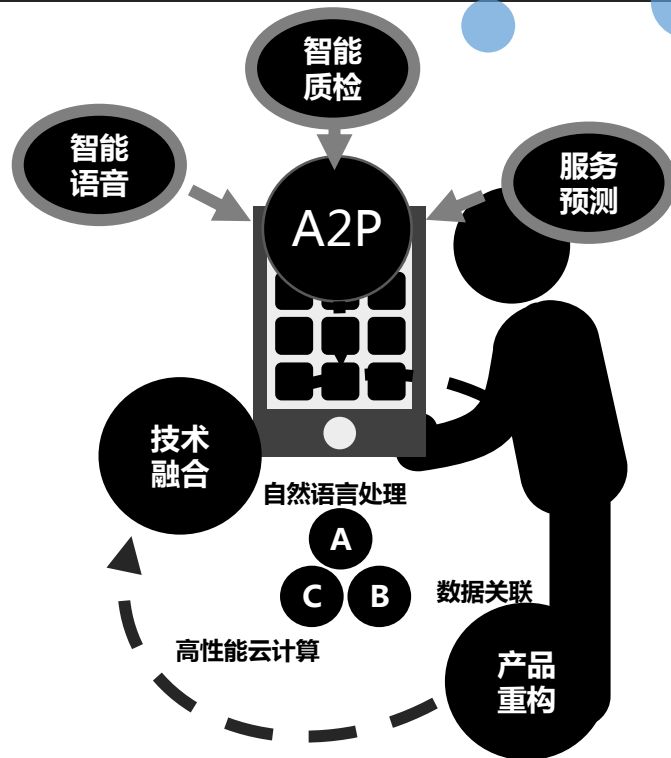 智能
质检
智能
语音
服务
预测
A2P
技术
融合
自然语言处理
A
C B
数据关联
高性能云计算
产品
重构